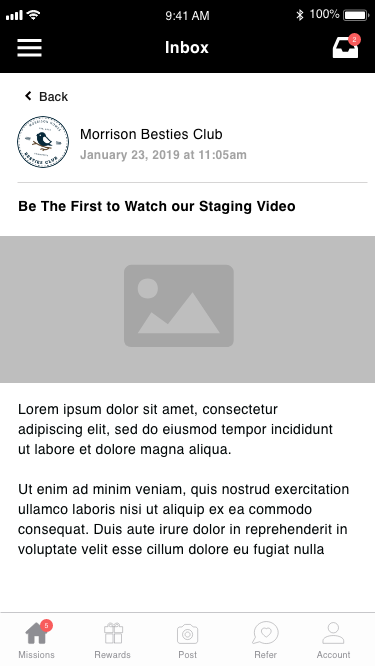 9:41 AM
100%
Inbox
2
Back
MORRISON HOUSE
BESTIES CLUB
Morrison Besties Club
January 23, 2019 at 11:05am
Be The First to Watch our Staging Video
Lorem ipsum dolor sit amet, consectetur
adipiscing elit, sed do eiusmod tempor incididunt
ut labore et dolore magna aliqua.
Ut enim ad minim veniam, quis nostrud exercitation
ullamco laboris nisi ut aliquip ex ea commodo
consequat. Duis aute irure dolor in reprehenderit in
voluptate velit esse cillum dolore eu fugiat nulla
5
Missions
Rewards
Post
Refer
Account